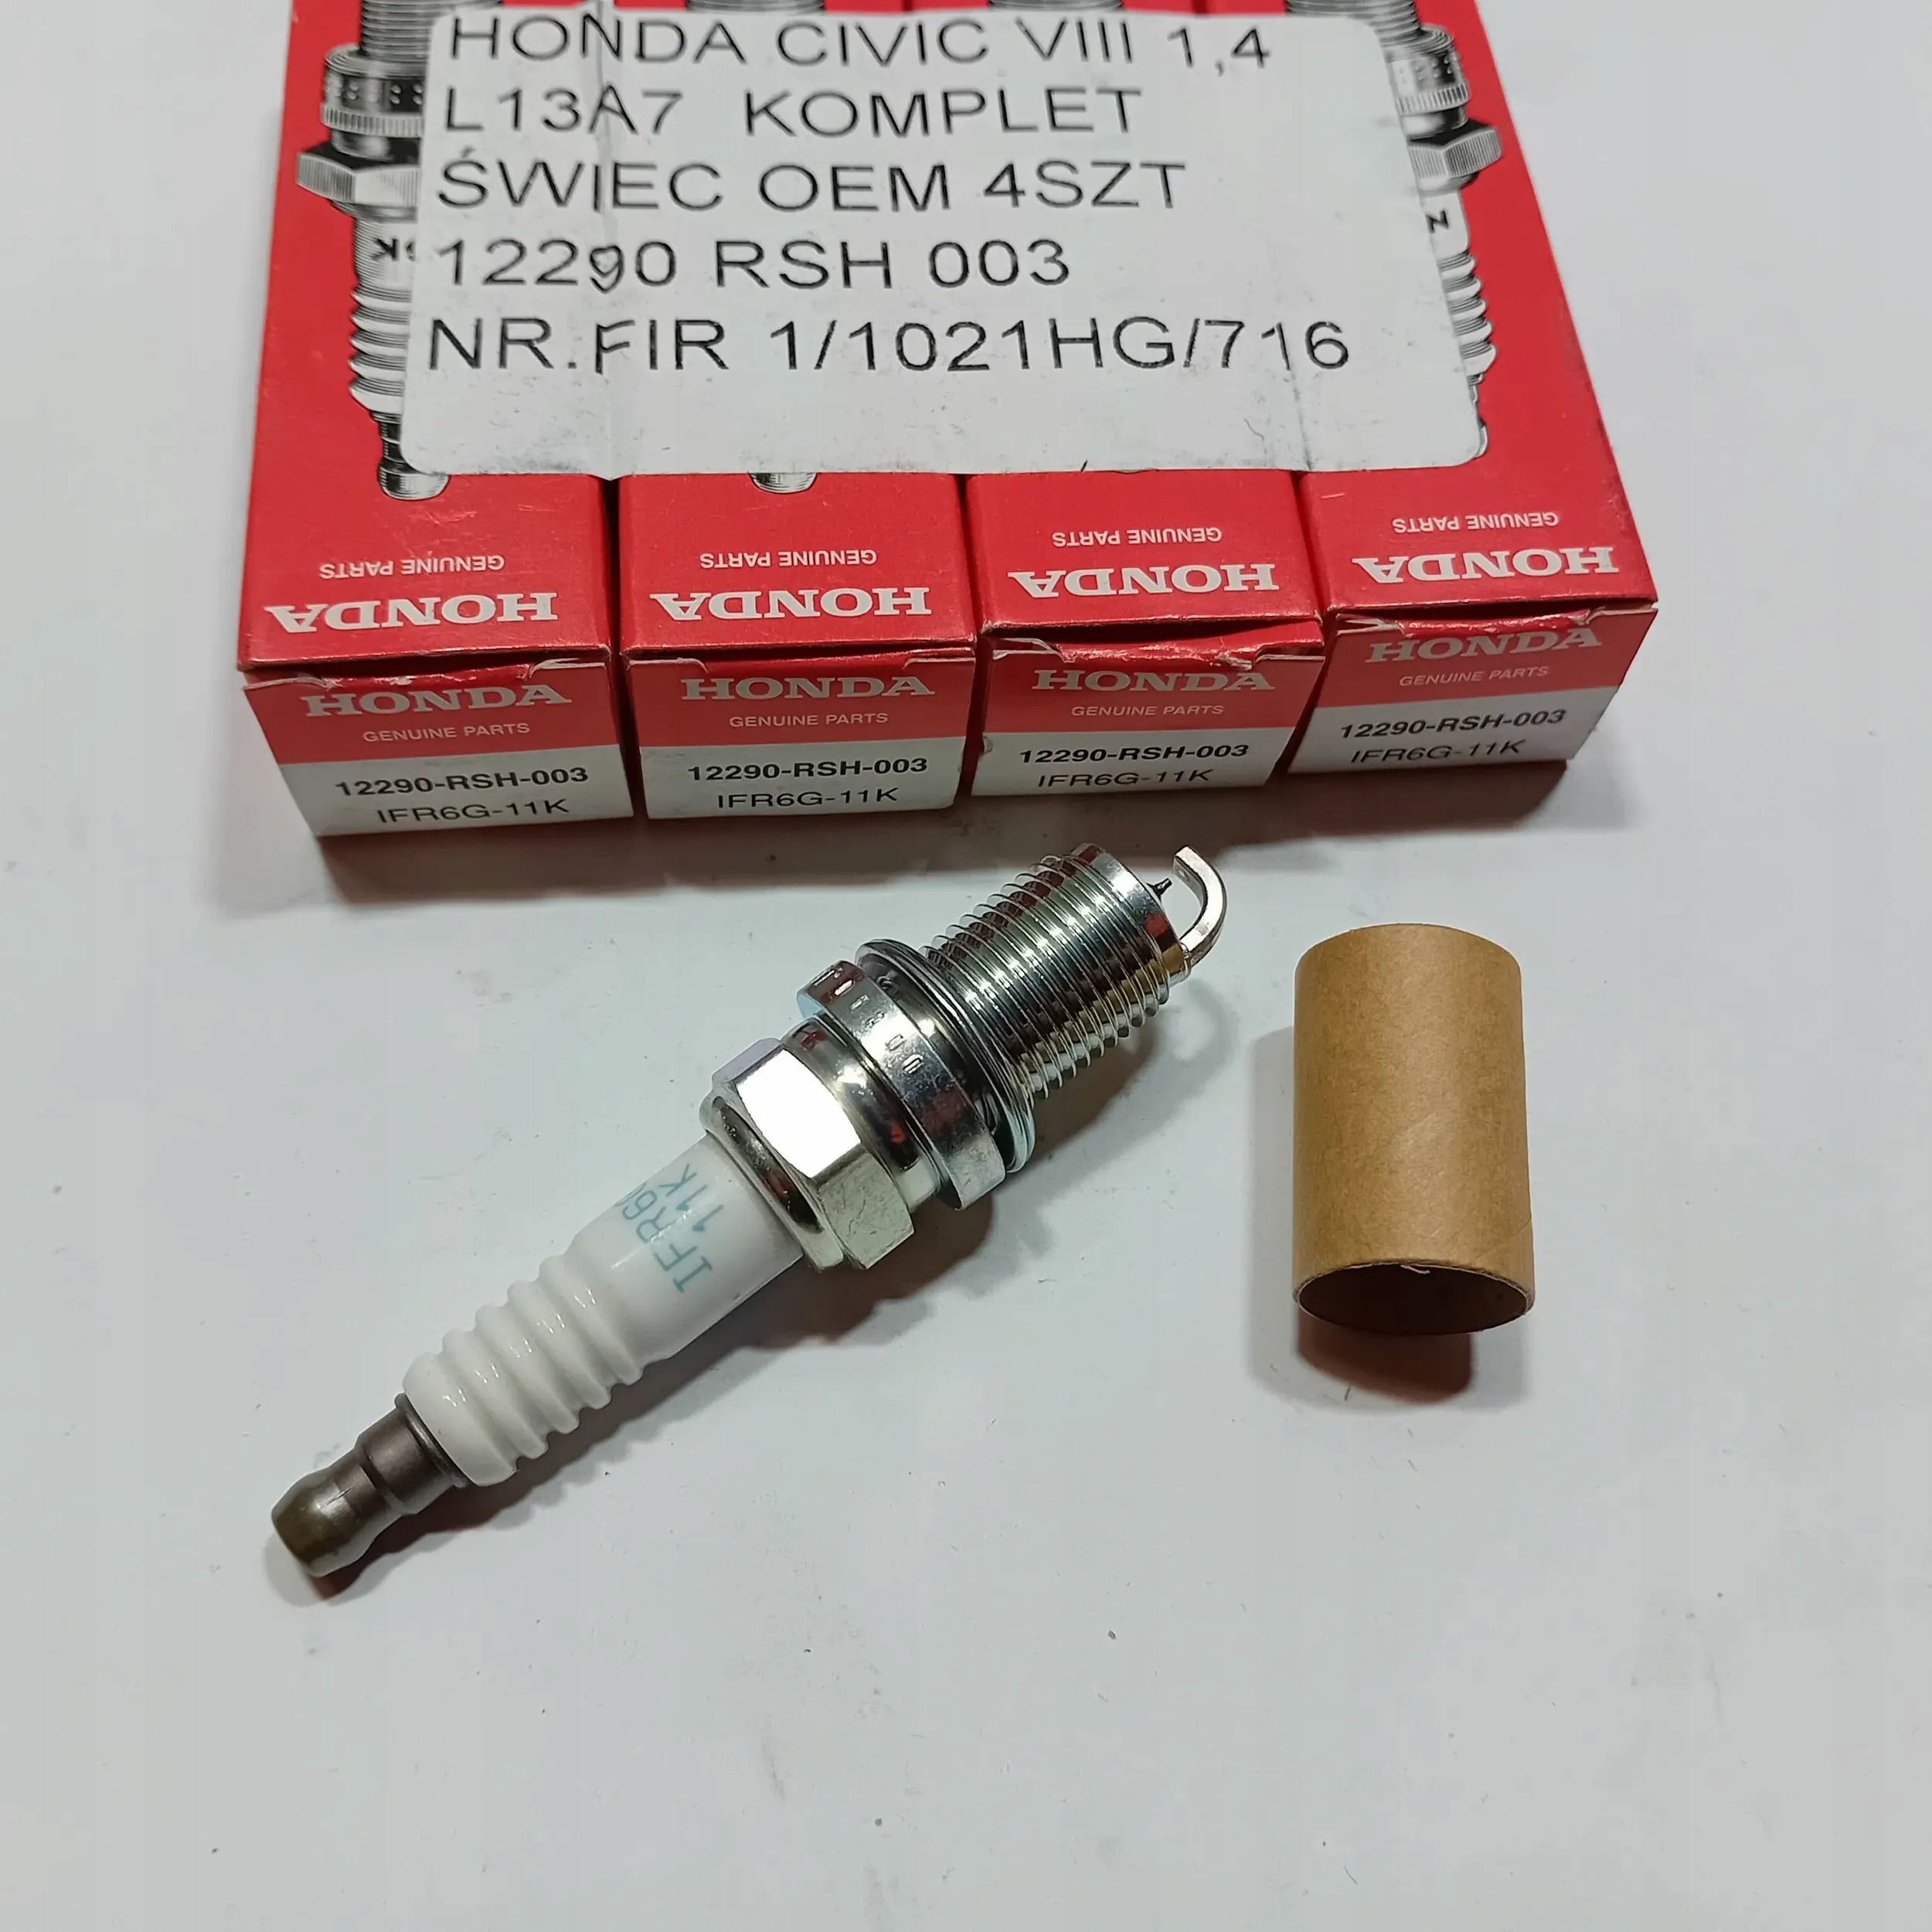 HONDA CIVIC VIII 1,4
L13A7 KOMPLET
ŚWIEC OEM 4SZT
12290 RSH 003
NR.FIR 1/1021HG/716
GENUINE PARTS
HONDA
GENUINE PARTS
HONDA
GENUINE PARTS
HONDA
GENUINE PARTS
HONDA
HONDA
GENUINE PARTS
12290-RSH-003
IFR6G-11K
HONDA
GENUINE PARTS
12290-RSH-003
IFR6G-11K
HONDA
GENUINE PARTS
12290-RSH-003
IFR6G-11K
HONDA
GENUINE PARTS
12290-RSH-003
IFR6G-11K
IFR6G
11K